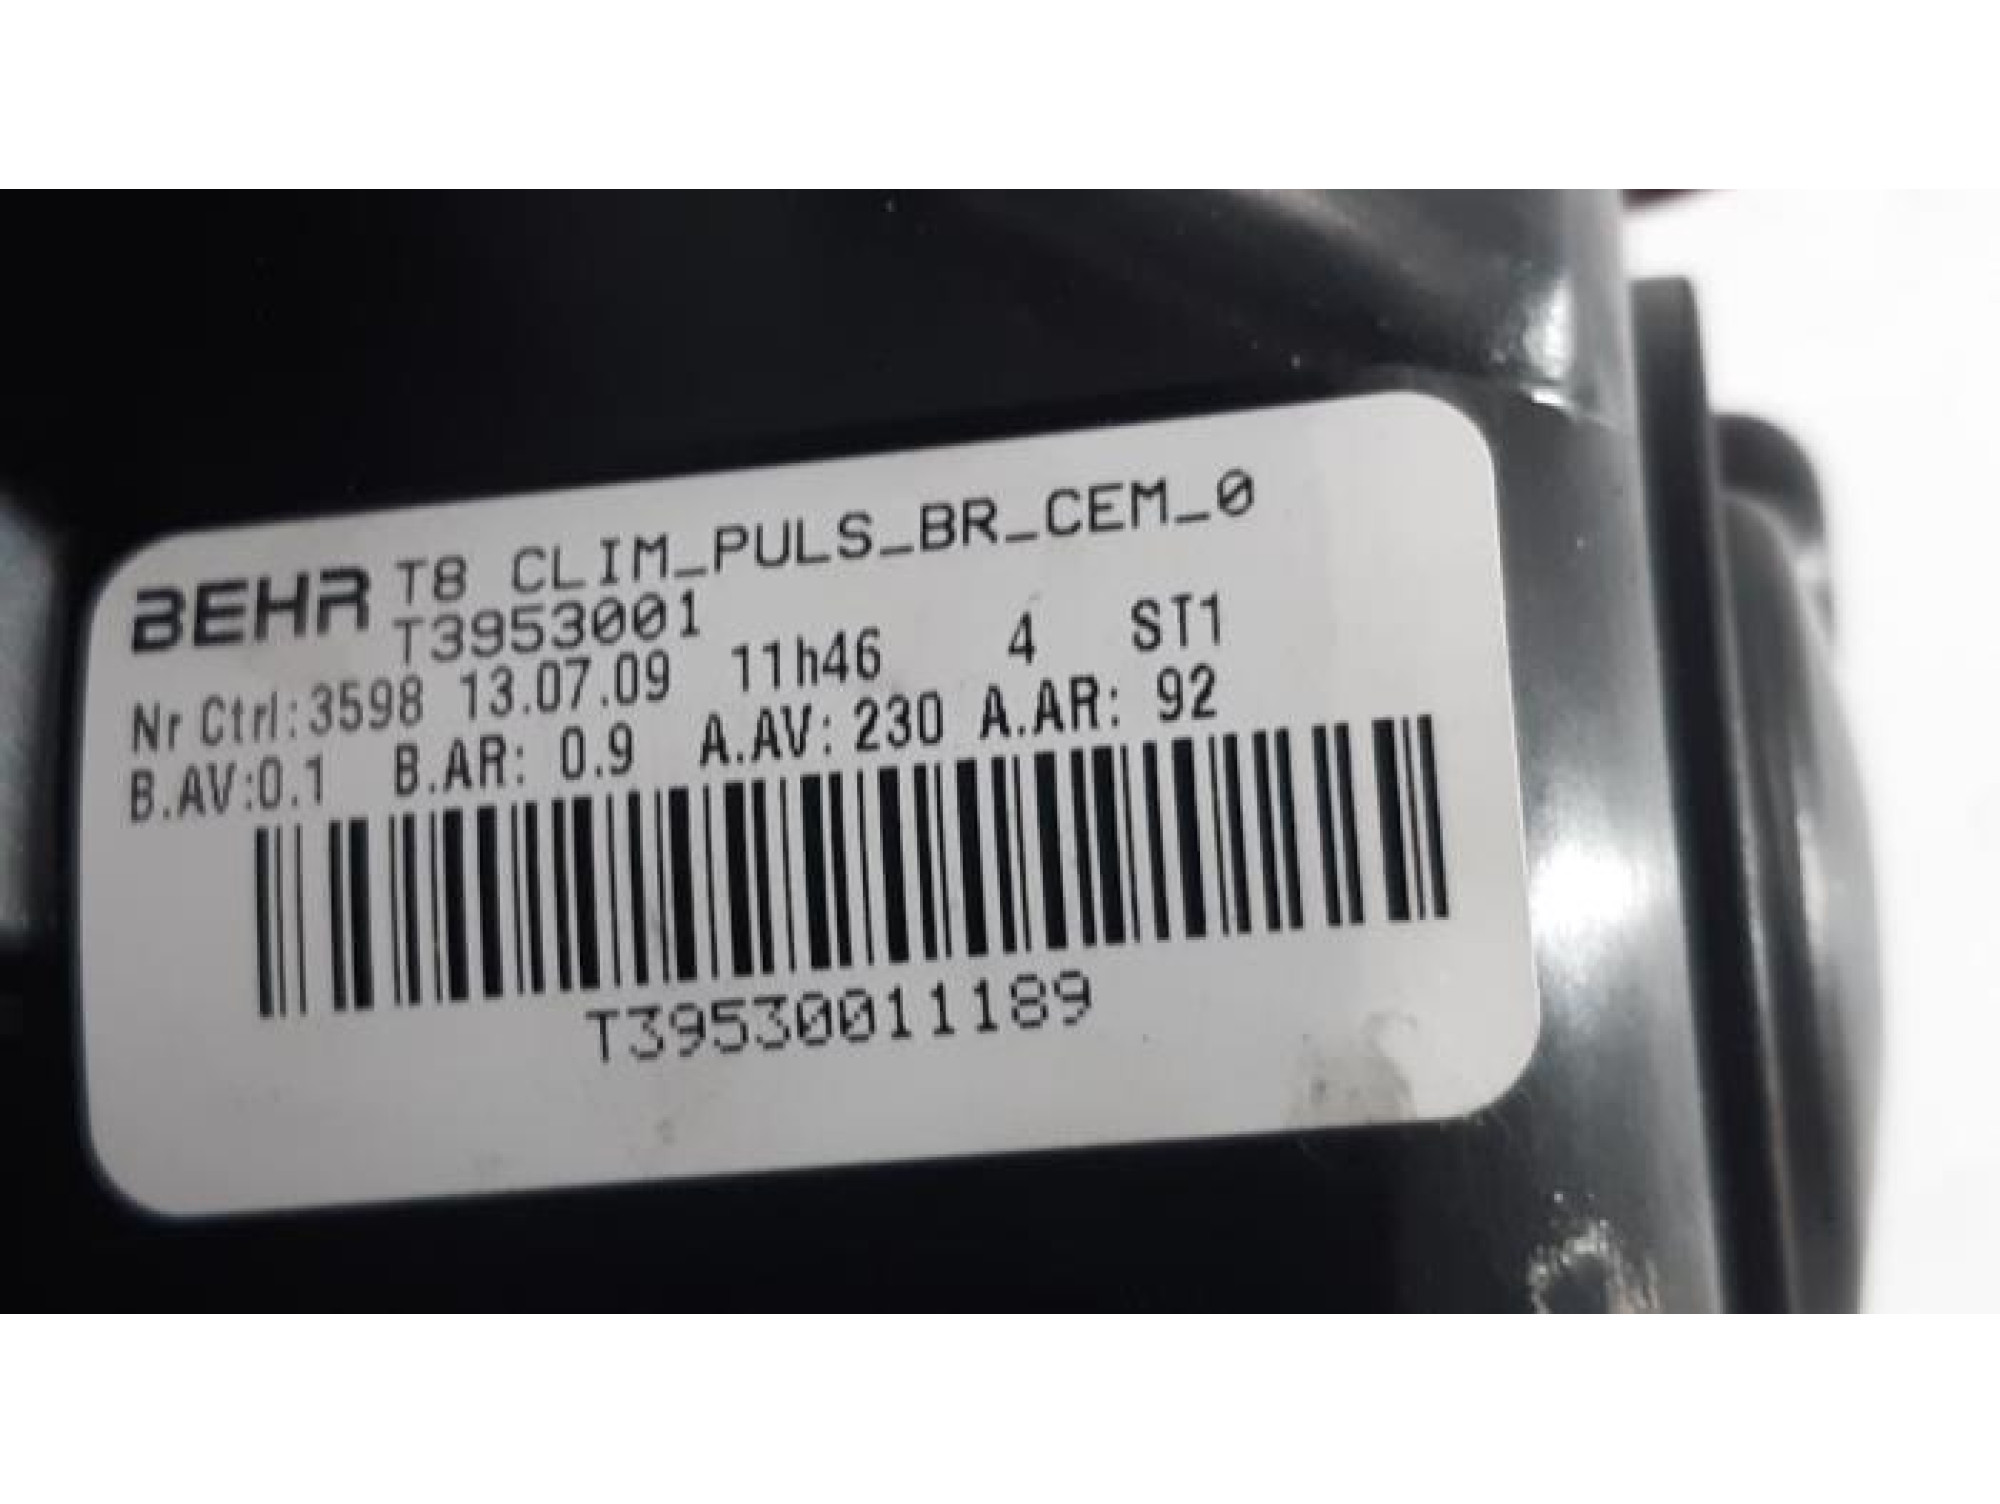 BEHR T8 CLIM_PULS_BR_CEM_0
T3953001
Nr Ctrl:3598 13.07.09 11h46 4 ST1
B.AV:0.1 B.AR: 0.9 A.AV: 230 A.AR: 92
T39530011189